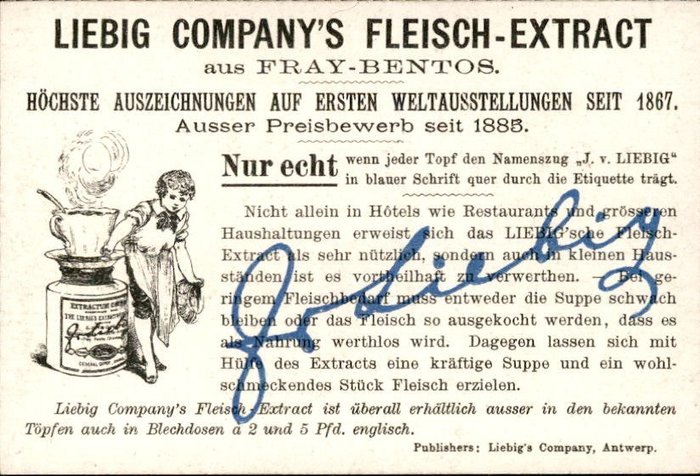 LIEBIG COMPANY'S FLEISCH-EXTRACT
aus FRAY-BENTOS.
HÖCHSTE AUSZEICHNUNGEN AUF ERSTEN WELTAUSSTELLUNGEN SEIT 1867.
Ausser Preisbewerb seit 1885.
Nur echt wenn jeder Topf den Namenszug „J. v. LIEBIG“
in blauer Schrift quer durch die Etiquette trägt.
Nicht allein in Hôtels wie Restaurants und grösseren
Haushaltungen erweist sich das LIEBIG'sche Fleisch-
Extract als sehr nützlich, sondern auch in kleinen Haus-
ständen ist es vortheilhaft zu verwerthen. — Bei ge-
ringem Fleischbedarf muss entweder die Suppe schwach
bleiben oder das Fleisch so ausgekocht werden, dass es
als Nahrung werthlos wird. Dagegen lassen sich mit
Hülfe des Extracts eine kräftige Suppe und ein wohl-
schmeckendes Stück Fleisch erzielen.
J v Liebig
EXTRACTUM
THE LIEBIG'S EXTRACT
Liebig Company's Fleisch-Extract ist überall erhältlich ausser in den bekannten
Töpfen auch in Blechdosen à 2 und 5 Pfd. englisch.
Publishers: Liebig's Company, Antwerp.